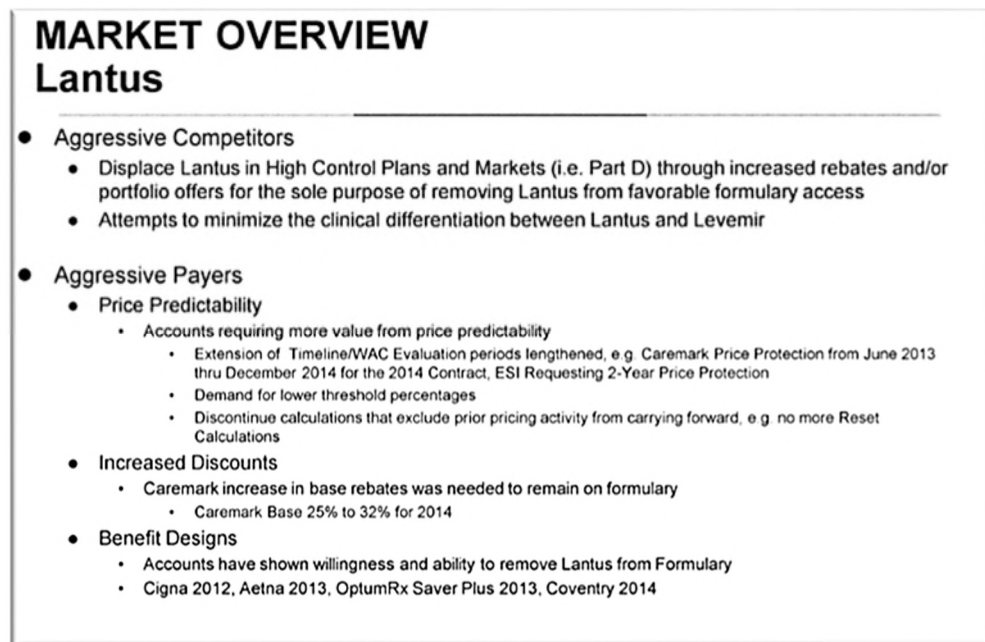 MARKET OVERVIEW
Lantus
• Aggressive Competitors
• Displace Lantus in High Control Plans and Markets (i.e. Part D) through increased rebates and/or
portfolio offers for the sole purpose of removing Lantus from favorable formulary access
• Attempts to minimize the clinical differentiation between Lantus and Levemir
• Aggressive Payers
• Price Predictability
• Accounts requiring more value from price predictability
• Extension of Timeline/WAC Evaluation periods lengthened, e.g. Caremark Price Protection from June 2013
thru December 2014 for the 2014 Contract, ESI Requesting 2-Year Price Protection
• Demand for lower threshold percentages
• Discontinue calculations that exclude prior pricing activity from carrying forward, e.g. no more Reset
Calculations
• Increased Discounts
• Caremark increase in base rebates was needed to remain on formulary
• Caremark Base 25% to 32% for 2014
• Benefit Designs
• Accounts have shown willingness and ability to remove Lantus from Formulary
• Cigna 2012, Aetna 2013, OptumRx Saver Plus 2013, Coventry 2014